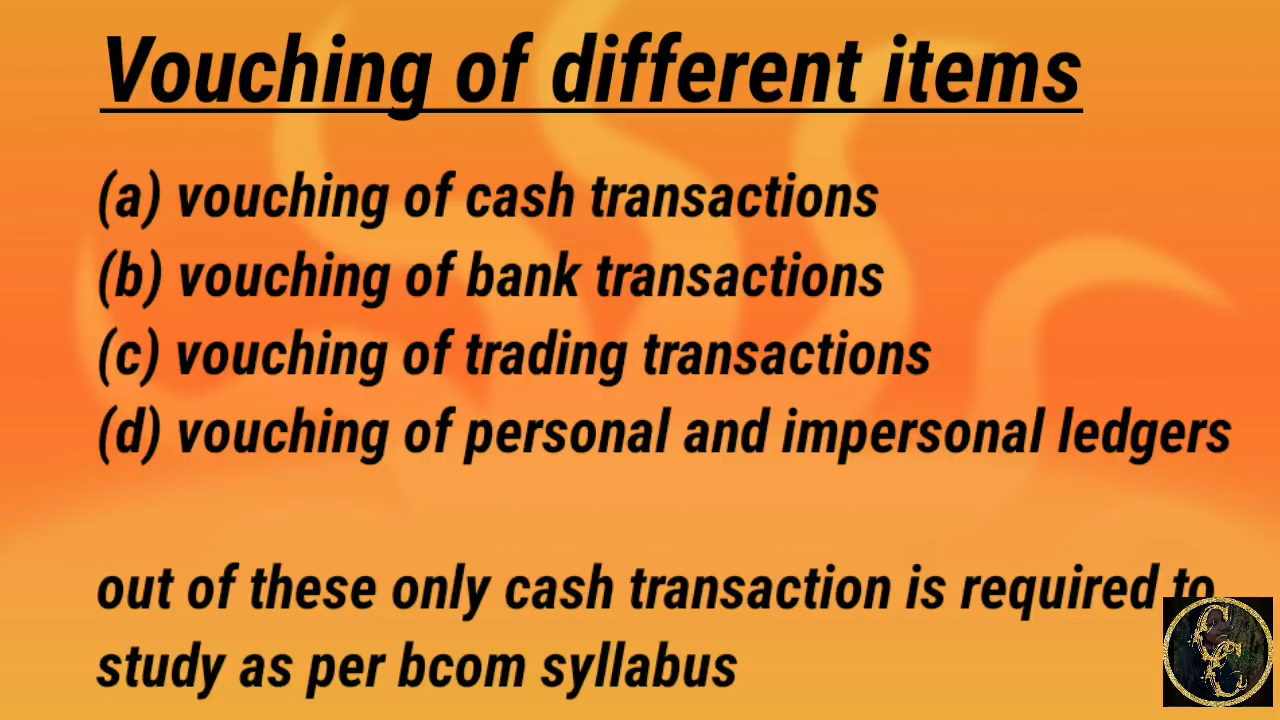 Vouching of different items
(a) vouching of cash transactions
(b) vouching of bank transactions
(c) vouching of trading transactions
(d) vouching of personal and impersonal ledgers
out of these only cash transaction is required to
study as per bcom syllabus